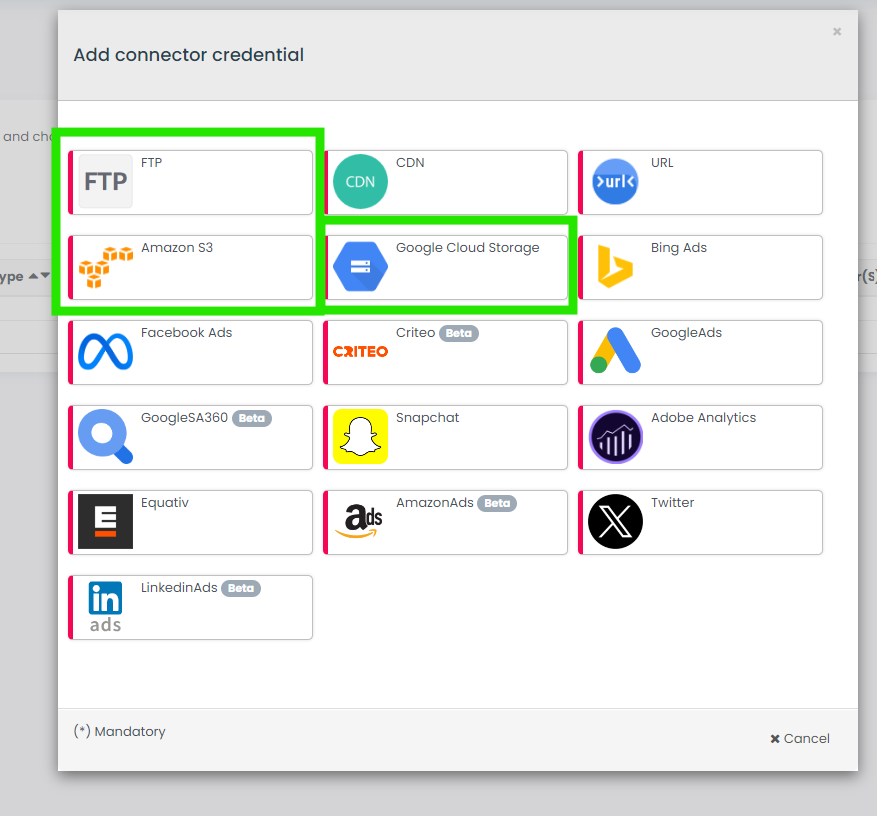 ×
Add connector credential
and cho
FTP
FTP
CDN
CDN
URL
>url<
Amazon S3
Google Cloud Storage
Bing Ads
ype
r(s)
Facebook Ads
Criteo Beta
CRITEO
GoogleAds
GoogleSA360 Beta
Snapchat
Adobe Analytics
Equativ
E
AmazonAds Beta
ads
Twitter
X
LinkedinAds Beta
in
ads
(*) Mandatory
✖ Cancel